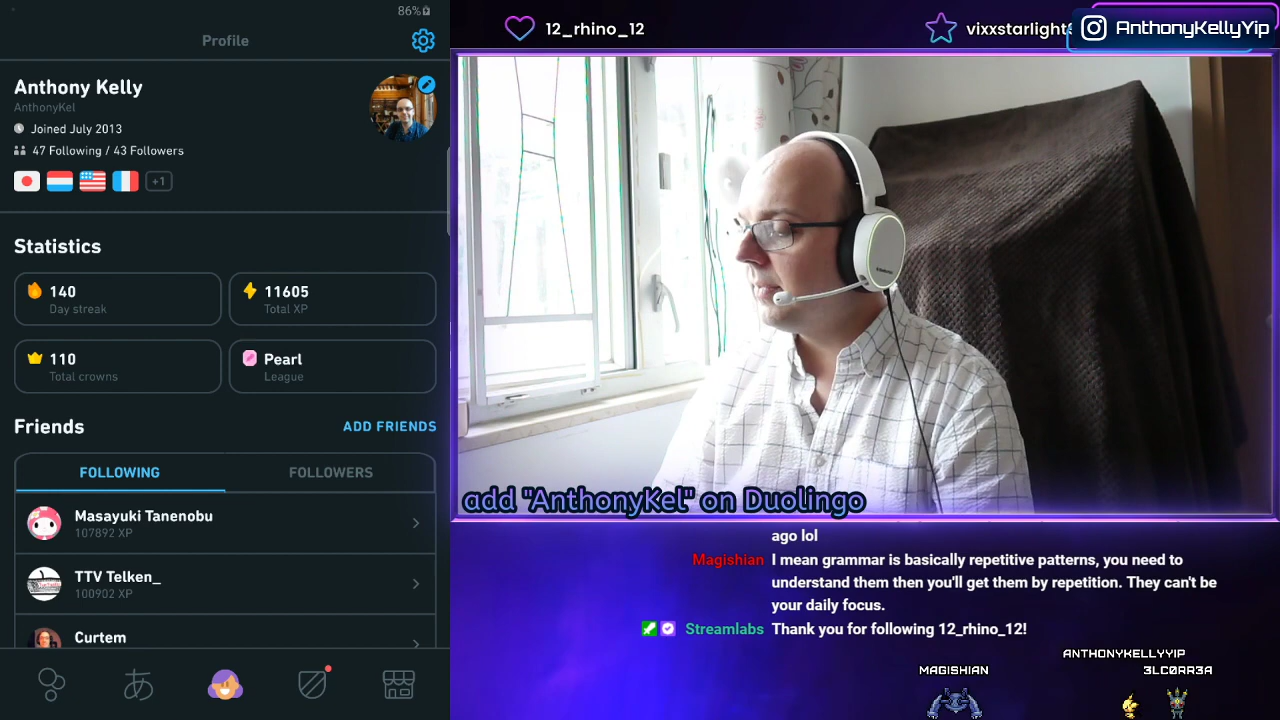 86%
Profile
Anthony Kelly
AnthonyKel
Joined July 2013
47 Following / 43 Followers
+1
Statistics
140
Day streak
11605
Total XP
110
Total crowns
Pearl
League
Friends
ADD FRIENDS
FOLLOWING
FOLLOWERS
Masayuki Tanenobu
107892 XP
TTV Telken_
100902 XP
Curtem
あ
12_rhino_12
vixxstarlight
AnthonyKellyYip
add "AnthonyKel" on Duolingo
ago lol
Magishian I mean grammar is basically repetitive patterns, you need to
understand them then you'll get them by repetition. They can't be
your daily focus.
Streamlabs Thank you for following 12_rhino_12!
ANTHONYKELLYYIP
MAGISHIAN
3LC0RR3A